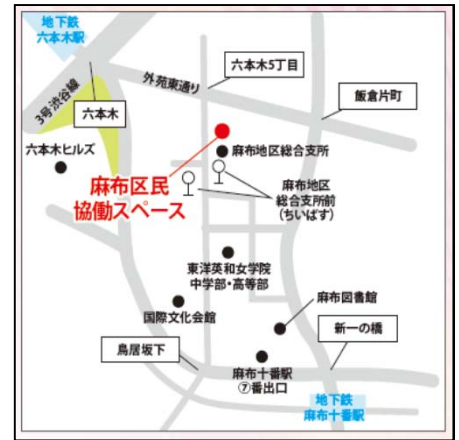 地下鉄
六本木駅
3号渋谷線
六本木
外苑東通り
六本木5丁目
飯倉片町
六本木ヒルズ
麻布地区総合支所
麻布区民
協働スペース
麻布地区
総合支所前
(ちいばす)
東洋英和女学院
中学部・高等部
国際文化会館
麻布図書館
新一の橋
鳥居坂下
麻布十番駅
⑦番出口
地下鉄
麻布十番駅